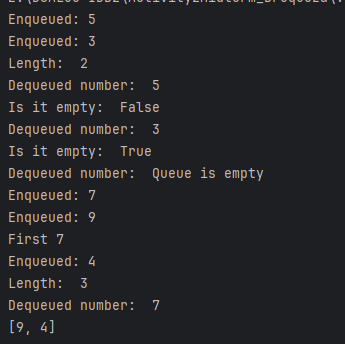 Enqueued: 5
Enqueued: 3
Length:  2
Dequeued number:  5
Is it empty:  False
Dequeued number:  3
Is it empty:  True
Dequeued number:  Queue is empty
Enqueued: 7
Enqueued: 9
First 7
Enqueued: 4
Length:  3
Dequeued number:  7
[9, 4]